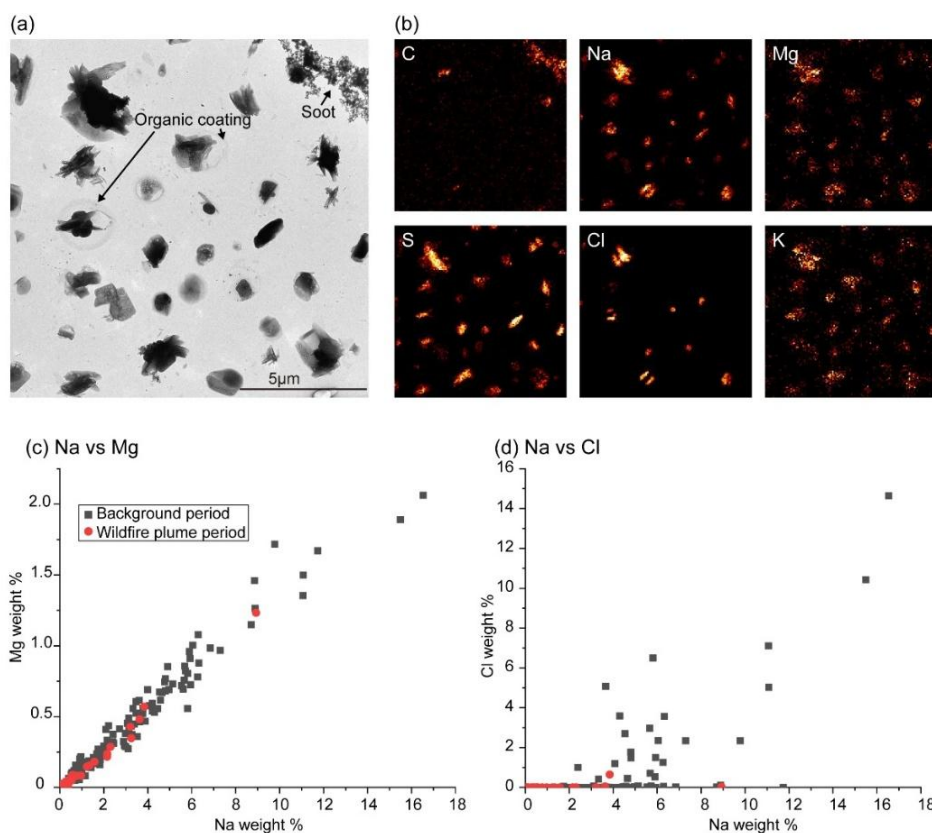 (a)
Organic coating
Soot
5μm
(b)
C
Na
Mg
S
Cl
K
(c) Na vs Mg
Background period
Wildfire plume period
Mg weight %
2.0
1.5
1.0
0.5
0
0 2 4 6 8 10 12 14 16 18
Na weight %
(d) Na vs Cl
Cl weight %
16
14
12
10
8
6
4
2
0
0 2 4 6 8 10 12 14 16 18
Na weight %